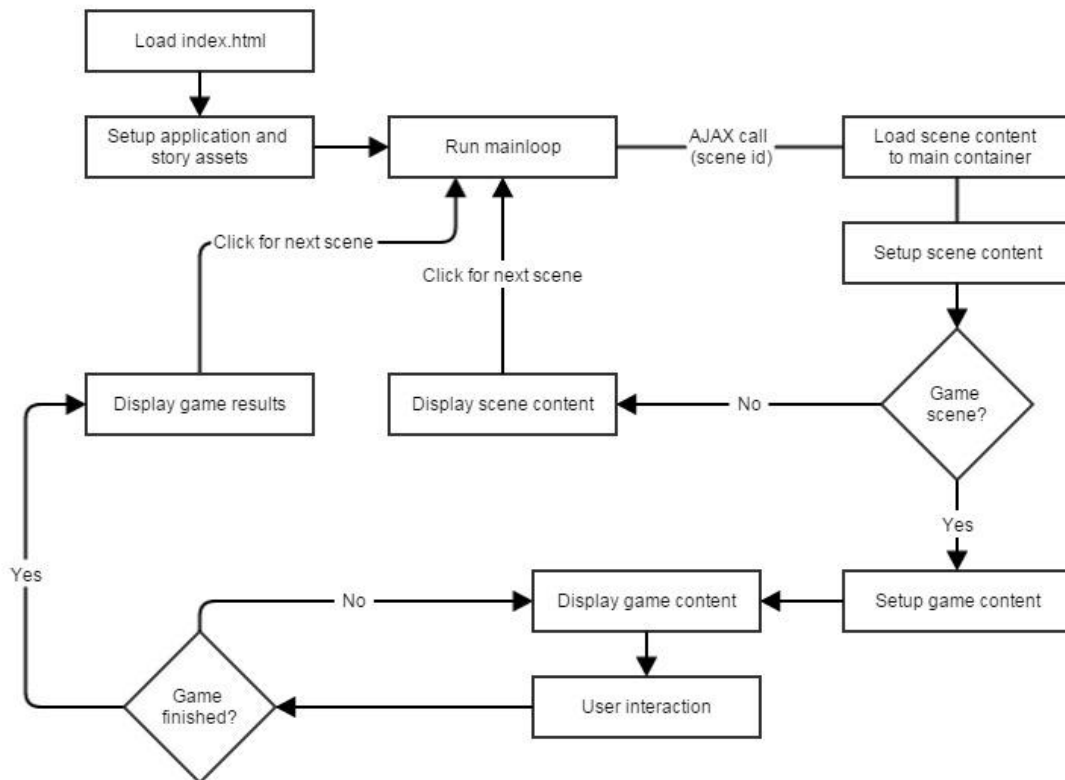 Load index.html
Setup application and
story assets
Run mainloop
AJAX call
(scene id)
Load scene content
to main container
Setup scene content
Click for next scene
Click for next scene
Display game results
Display scene content
No
Game
scene?
Yes
Yes
No
Display game content
Setup game content
Game
finished?
User interaction